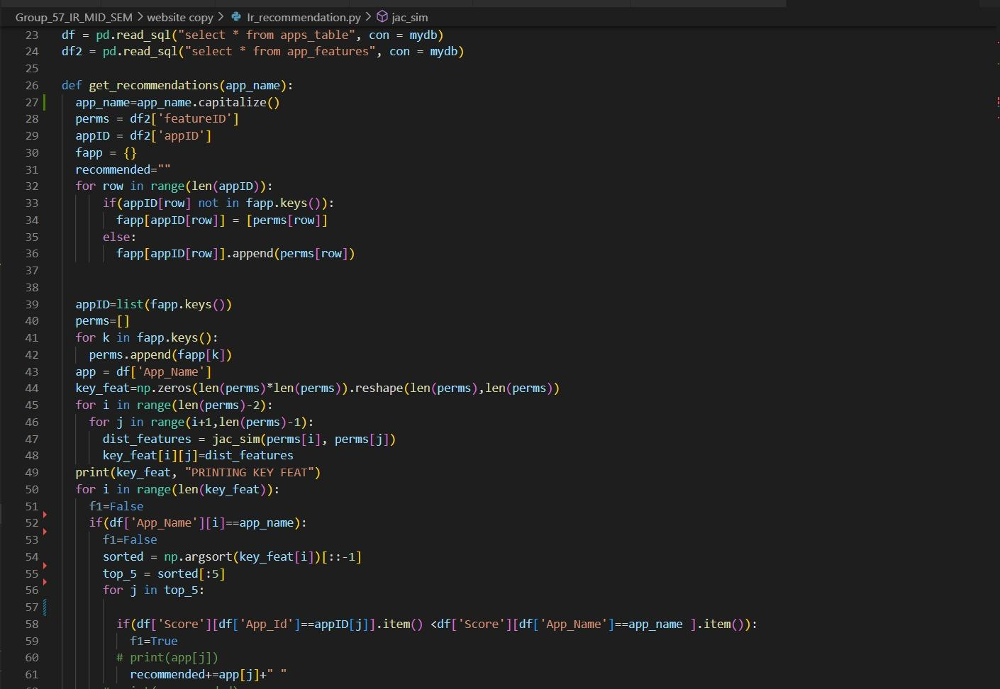 Group_57_IR_MID_SEM > website copy > Ir_recommendation.py > jac_sim
23 df = pd.read_sql("select * from apps_table", con = mydb)
24 df2 = pd.read_sql("select * from app_features", con = mydb)
25
26 def get_recommendations(app_name):
27   app_name=app_name.capitalize()
28   perms = df2['featureID']
29   appID = df2['appID']
30   fapp = {}
31   recommended=""
32   for row in range(len(appID)):
33       if(appID[row] not in fapp.keys()):
34         fapp[appID[row]] = [perms[row]]
35       else:
36         fapp[appID[row]].append(perms[row])
37
38
39   appID=list(fapp.keys())
40   perms=[]
41   for k in fapp.keys():
42     perms.append(fapp[k])
43   app = df['App_Name']
44   key_feat=np.zeros(len(perms)*len(perms)).reshape(len(perms),len(perms))
45   for i in range(len(perms)-2):
46     for j in range(i+1,len(perms)-1):
47       dist_features = jac_sim(perms[i], perms[j])
48       key_feat[i][j]=dist_features
49   print(key_feat, "PRINTING KEY FEAT")
50   for i in range(len(key_feat)):
51     f1=False
52     if(df['App_Name'][i]==app_name):
53       f1=False
54       sorted = np.argsort(key_feat[i])[::-1]
55       top_5 = sorted[:5]
56       for j in top_5:
57
58         if(df['Score'][df['App_Id']==appID[j]].item() <df['Score'][df['App_Name']==app_name ].item()):
59           f1=True
60         # print(app[j])
61           recommended+=app[j]+" "